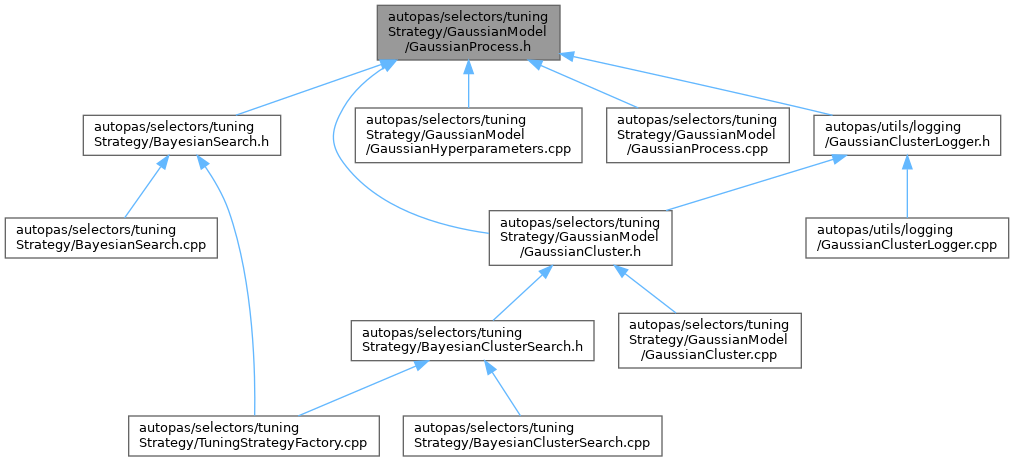 autopas/selectors/tuning
Strategy/GaussianModel
/GaussianProcess.h
autopas/selectors/tuning
Strategy/BayesianSearch.h
autopas/selectors/tuning
Strategy/GaussianModel
/GaussianHyperparameters.cpp
autopas/selectors/tuning
Strategy/GaussianModel
/GaussianProcess.cpp
autopas/utils/logging
/GaussianClusterLogger.h
autopas/selectors/tuning
Strategy/BayesianSearch.cpp
autopas/selectors/tuning
Strategy/GaussianModel
/GaussianCluster.h
autopas/utils/logging
/GaussianClusterLogger.cpp
autopas/selectors/tuning
Strategy/BayesianClusterSearch.h
autopas/selectors/tuning
Strategy/GaussianModel
/GaussianCluster.cpp
autopas/selectors/tuning
Strategy/TuningStrategyFactory.cpp
autopas/selectors/tuning
Strategy/BayesianClusterSearch.cpp